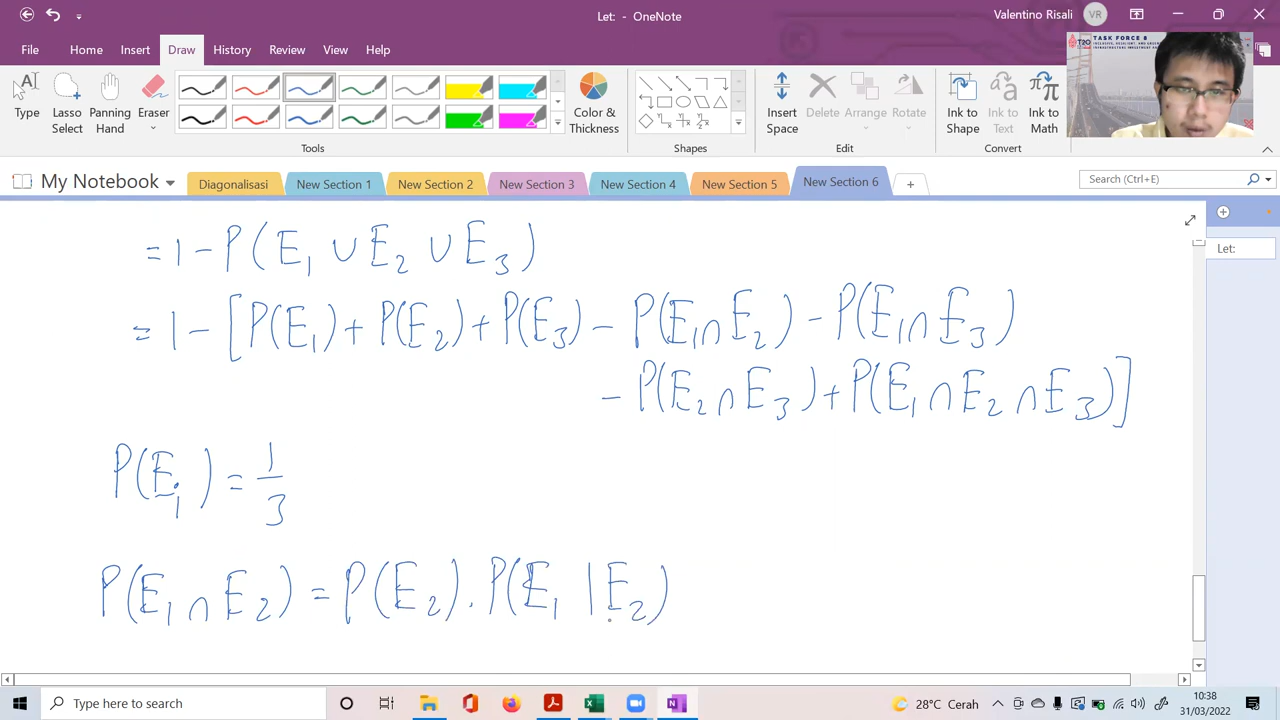 Let: - OneNote
Valentino Risali
VR
TASK FORCE 8
File
Home
Insert
Draw
History
Review
View
Help
Type
Lasso Select
Panning Hand
Eraser
Color & Thickness
Insert Space
Delete
Arrange
Rotate
Ink to Shape
Ink to Text
Ink to Math
Tools
Shapes
Edit
Convert
My Notebook
Diagonalisasi
New Section 1
New Section 2
New Section 3
New Section 4
New Section 5
New Section 6
Search (Ctrl+E)
Let:
= 1 - P(E₁ ∪ E₂ ∪ E₃)
= 1 - [P(E₁) + P(E₂) + P(E₃) - P(E₁ ∩ E₂) - P(E₁ ∩ E₃)
- P(E₂ ∩ E₃) + P(E₁ ∩ E₂ ∩ E₃)]
P(Eᵢ) = 1/3
P(E₁ ∩ E₂) = P(E₂) . P(E₁ | E₂)
Type here to search
28°C Cerah
10:38
31/03/2022